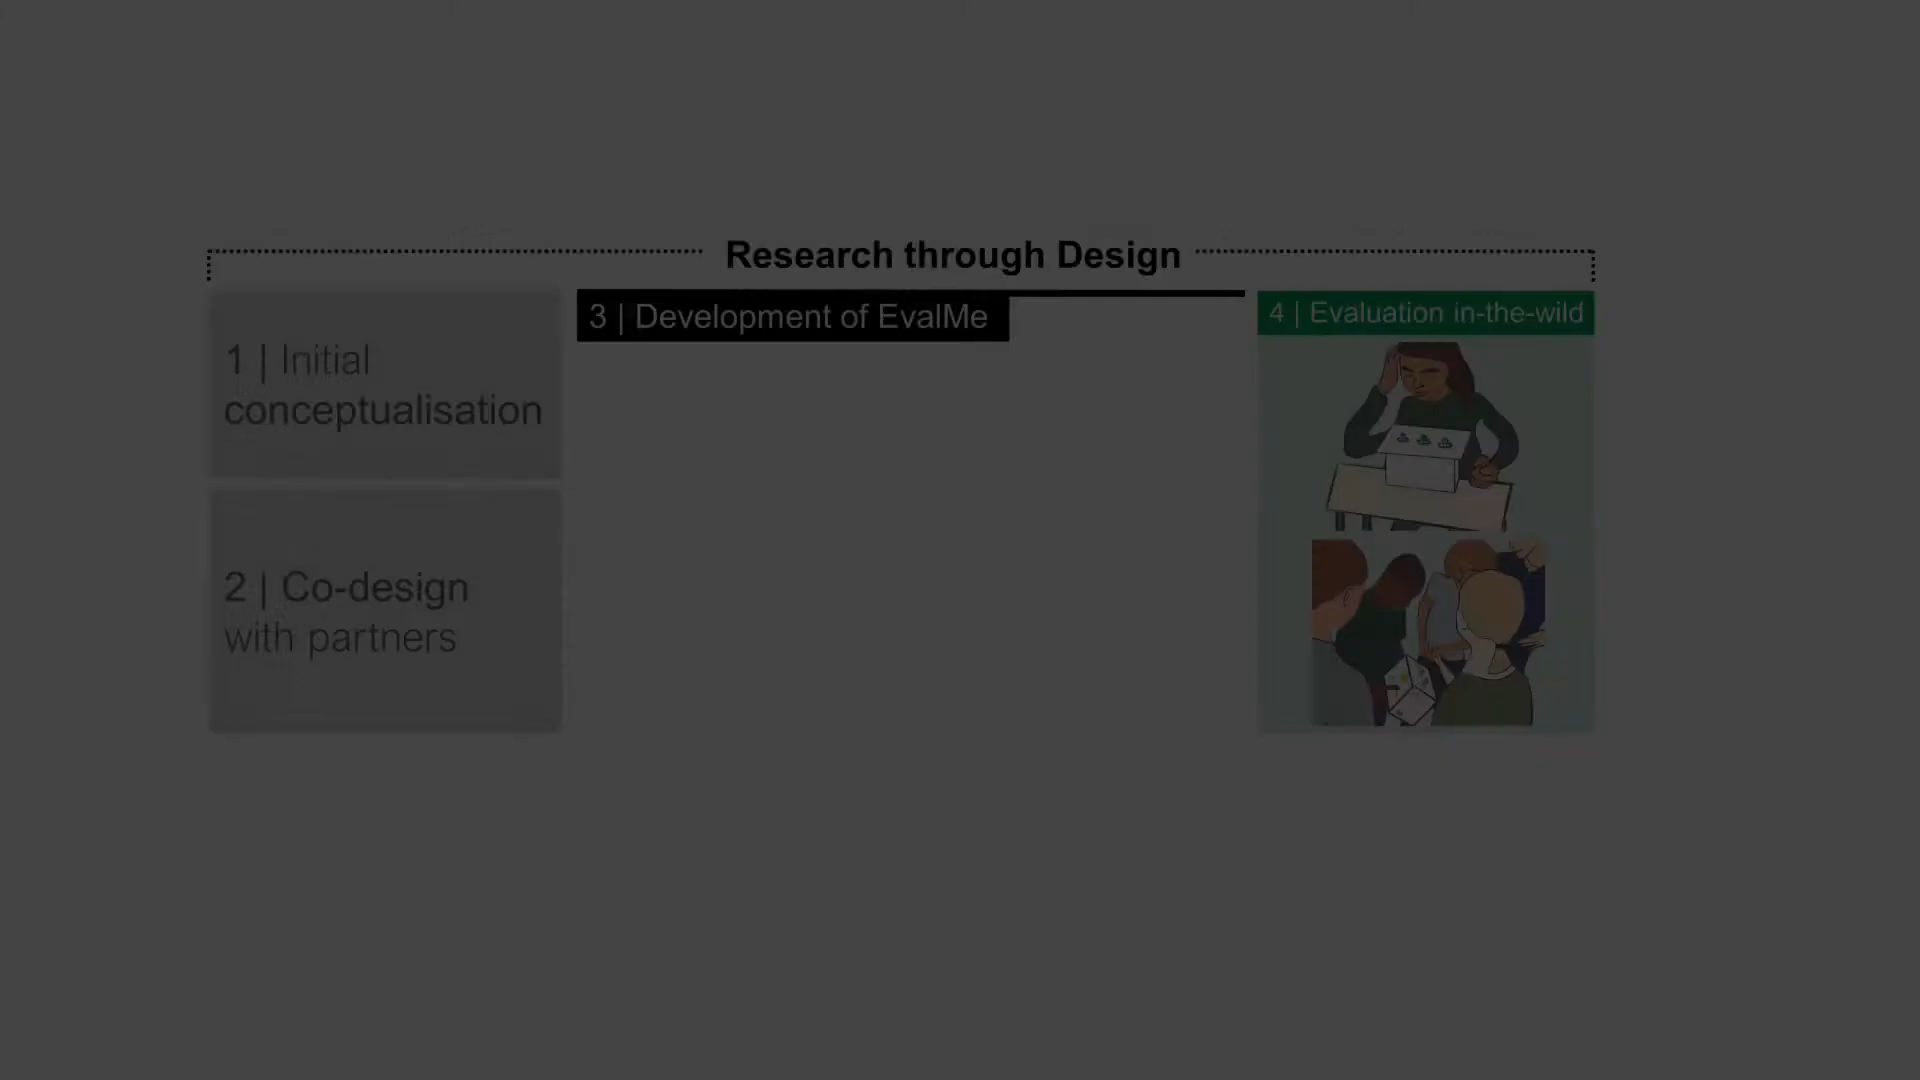 Research through Design
1 | Initial
conceptualisation
2 | Co-design
with partners
3 | Development of EvalMe
4 | Evaluation in-the-wild